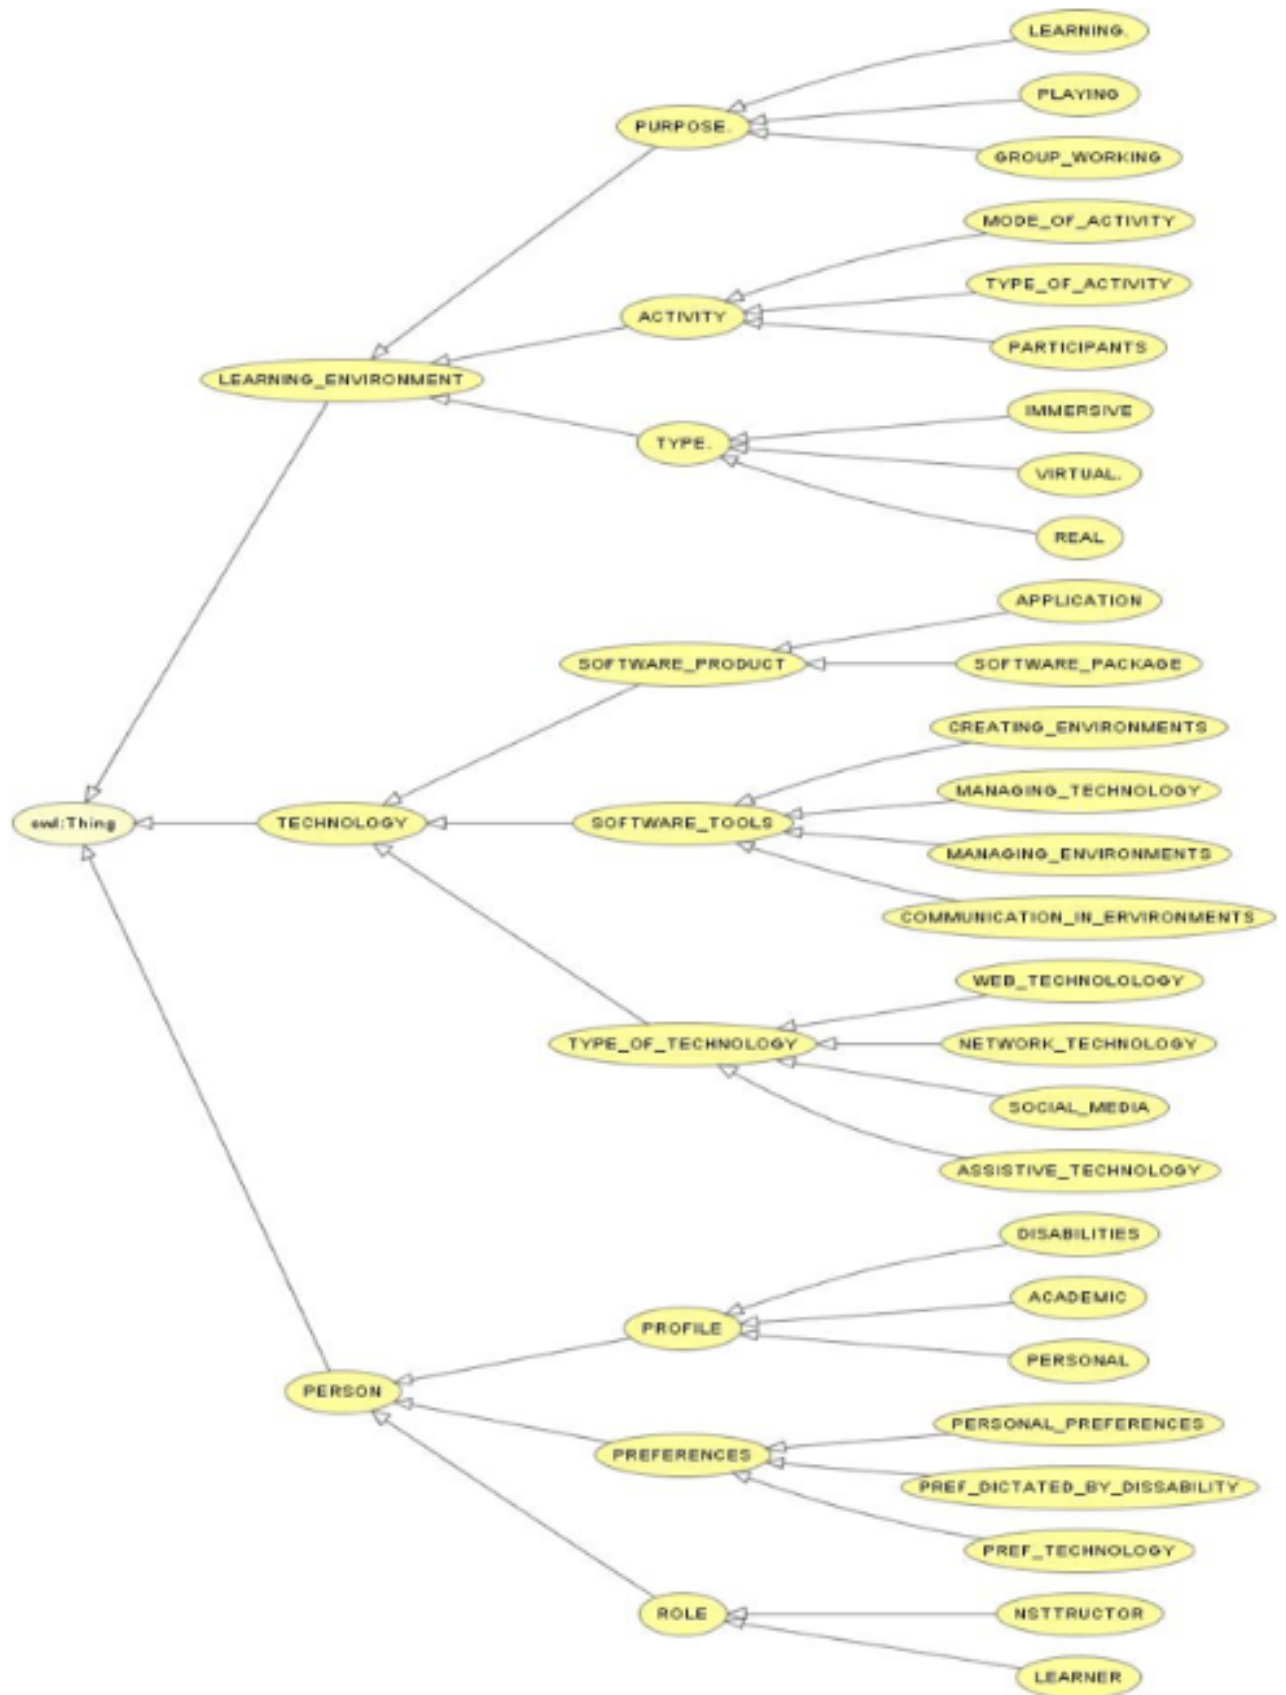 LEARNING.
PLAYING
PURPOSE.
GROUP_WORKING
MODE_OF_ACTIVITY
TYPE_OF_ACTIVITY
ACTIVITY
PARTICIPANTS
LEARNING_ENVIRONMENT
IMMERSIVE
TYPE.
VIRTUAL.
REAL
APPLICATION
SOFTWARE_PRODUCT
SOFTWARE_PACKAGE
CREATING_ENVIRONMENTS
MANAGING_TECHNOLOGY
owl:Thing
TECHNOLOGY
SOFTWARE_TOOLS
MANAGING_ENVIRONMENTS
COMMUNICATION_IN_ERVIRONMENTS
WEB_TECHNOLOLOGY
TYPE_OF_TECHNOLOGY
NETWORK_TECHNOLOGY
SOCIAL_MEDIA
ASSISTIVE_TECHNOLOGY
DISABILITIES
ACADEMIC
PROFILE
PERSONAL
PERSON
PERSONAL_PREFERENCES
PREFERENCES
PREF_DICTATED_BY_DISSABILITY
PREF_TECHNOLOGY
ROLE
NSTTRUCTOR
LEARNER